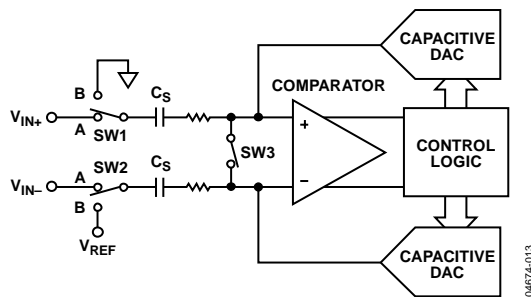 CAPACITIVE
DAC
B
COMPARATOR
CS
VIN+
A
SW1
+
CONTROL
LOGIC
SW3
SW2
CS
A
VIN–
–
B
VREF
CAPACITIVE
DAC
04674-013